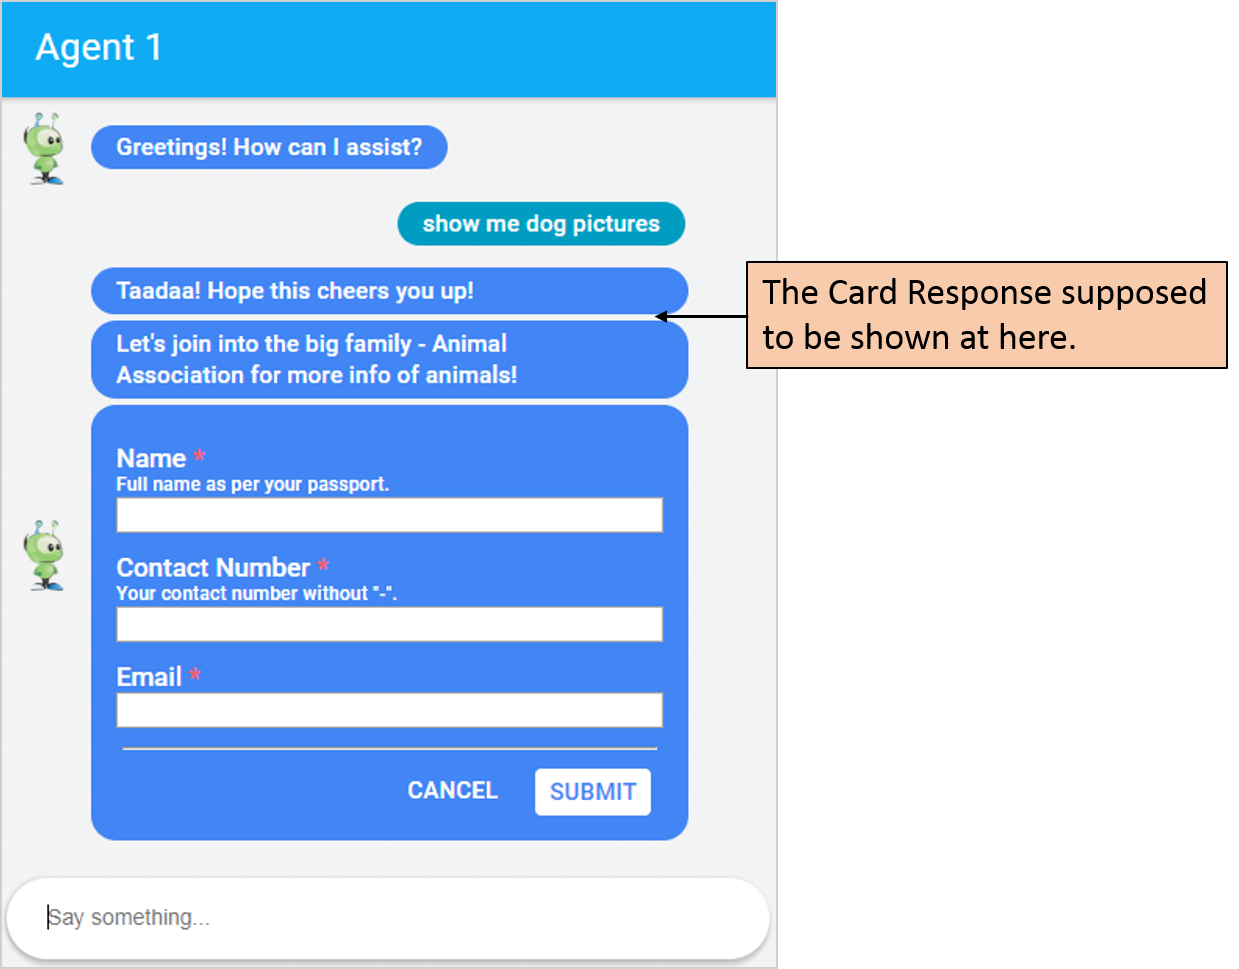 Agent 1
Greetings! How can I assist?
show me dog pictures
Taadaa! Hope this cheers you up!
The Card Response supposed
to be shown at here.
Let's join into the big family - Animal
Association for more info of animals!
Name *
Full name as per your passport.
Contact Number *
Your contact number without "-".
Email *
CANCEL
SUBMIT
Say something...